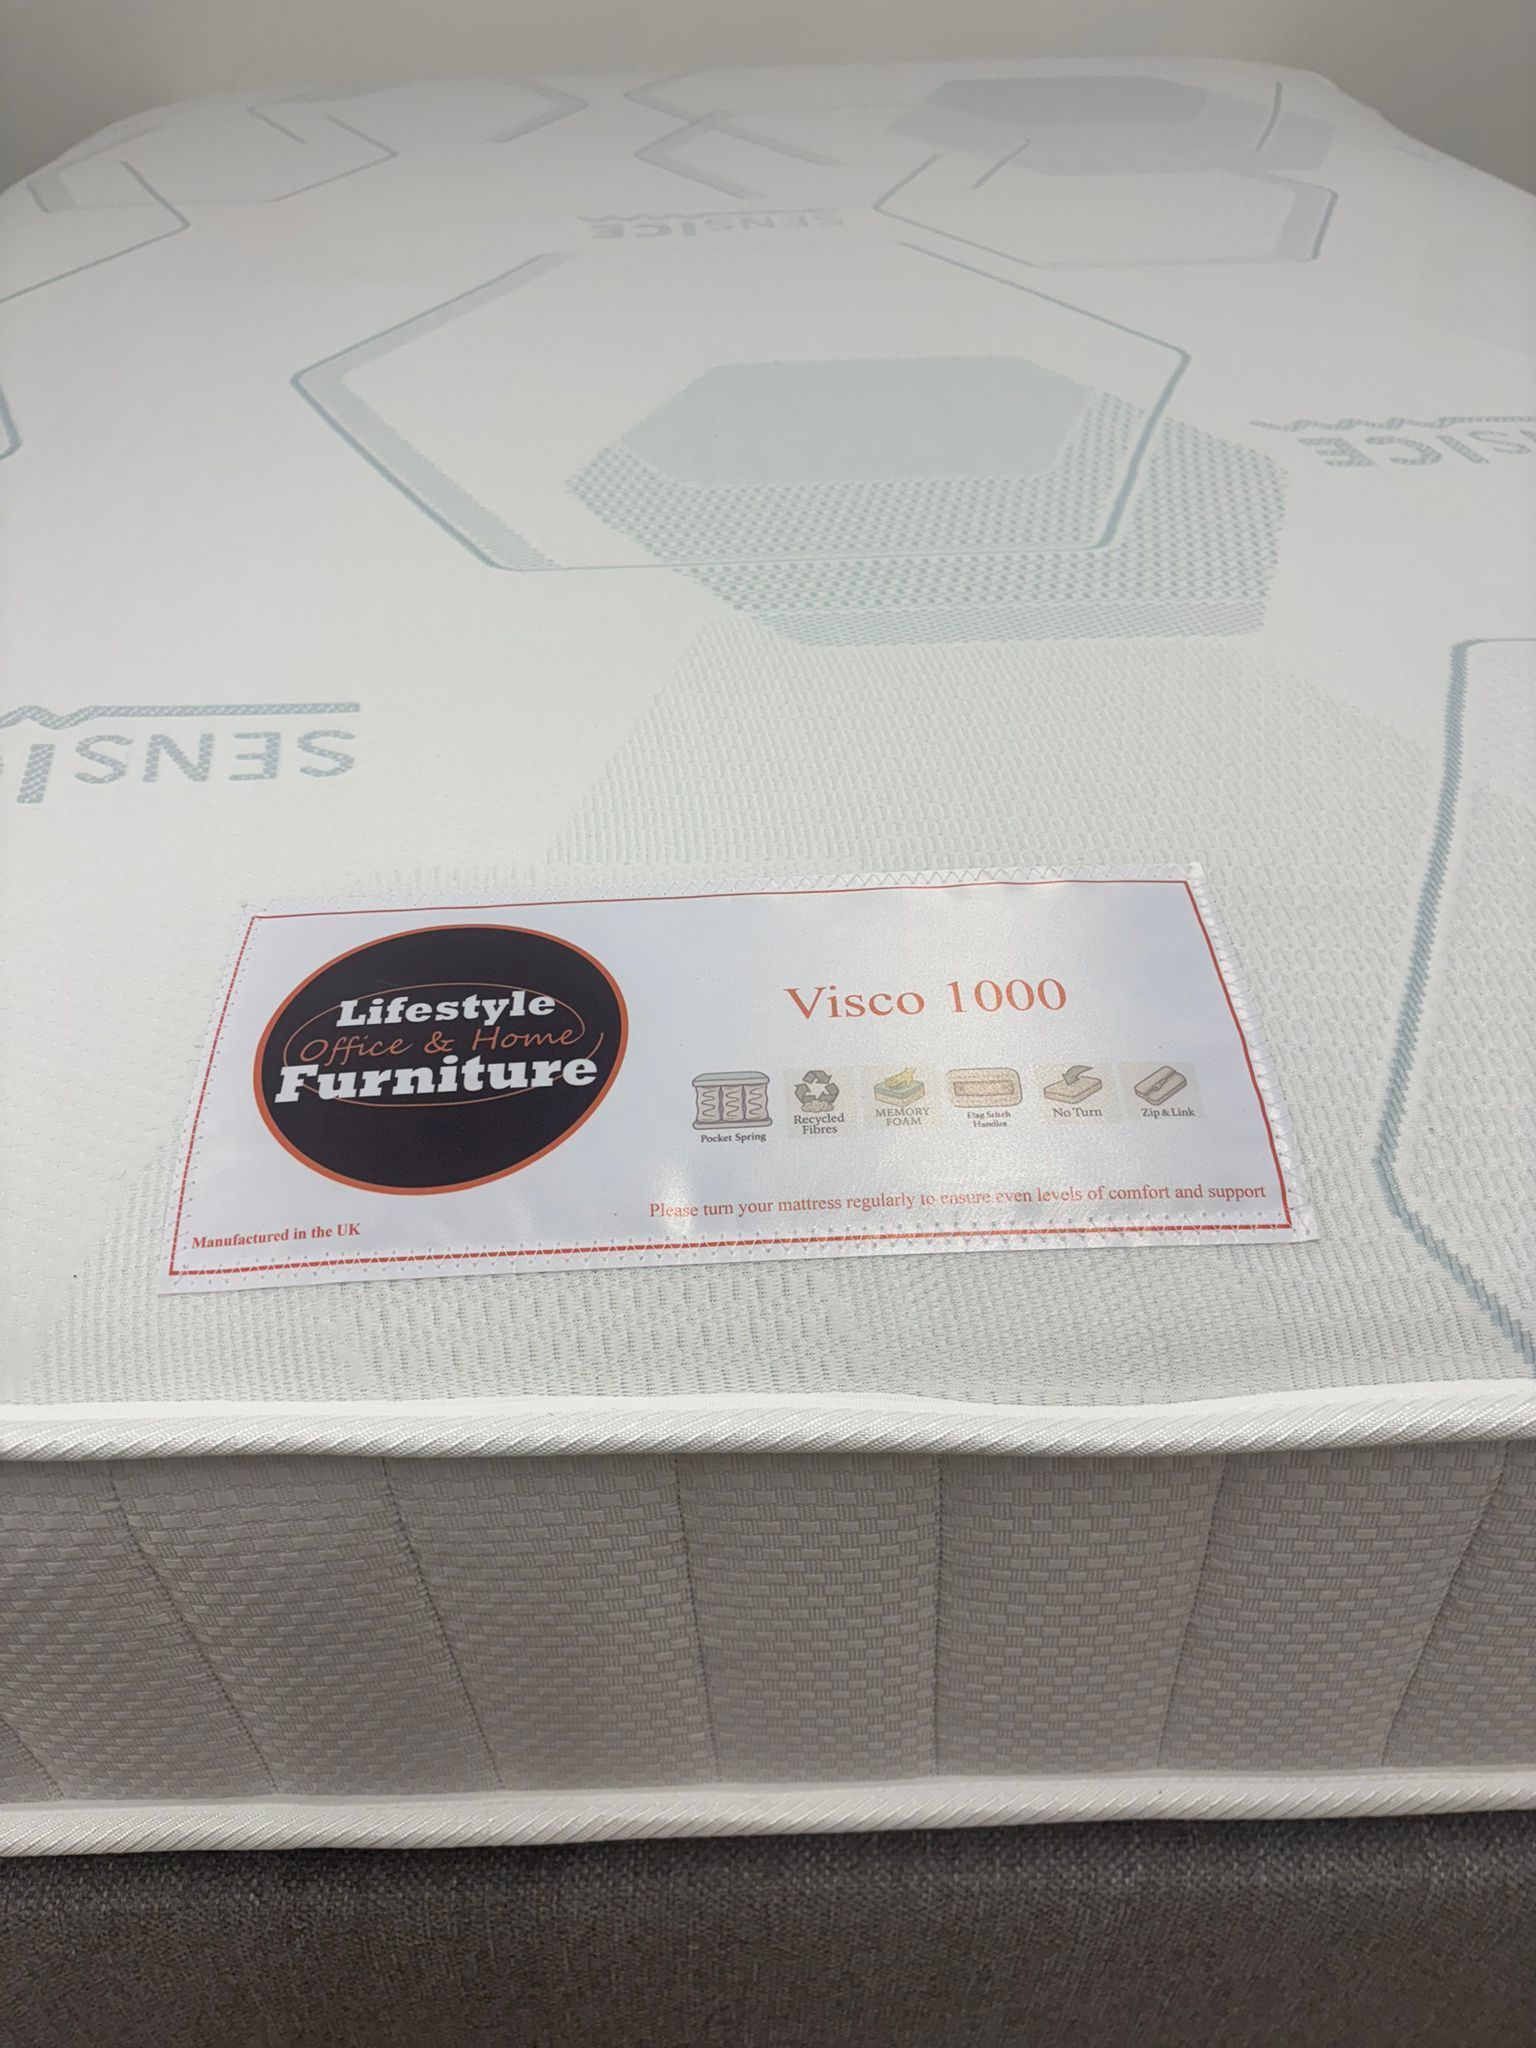 SENSICE
SENSI
Lifestyle
Office & Home
Furniture
Visco 1000
Pocket Spring
Recycled
Fibres
MEMORY
FOAM
Flag Stitch
Handles
No Turn
Zip & Link
Please turn your mattress regularly to ensure even levels of comfort and support
Manufactured in the UK